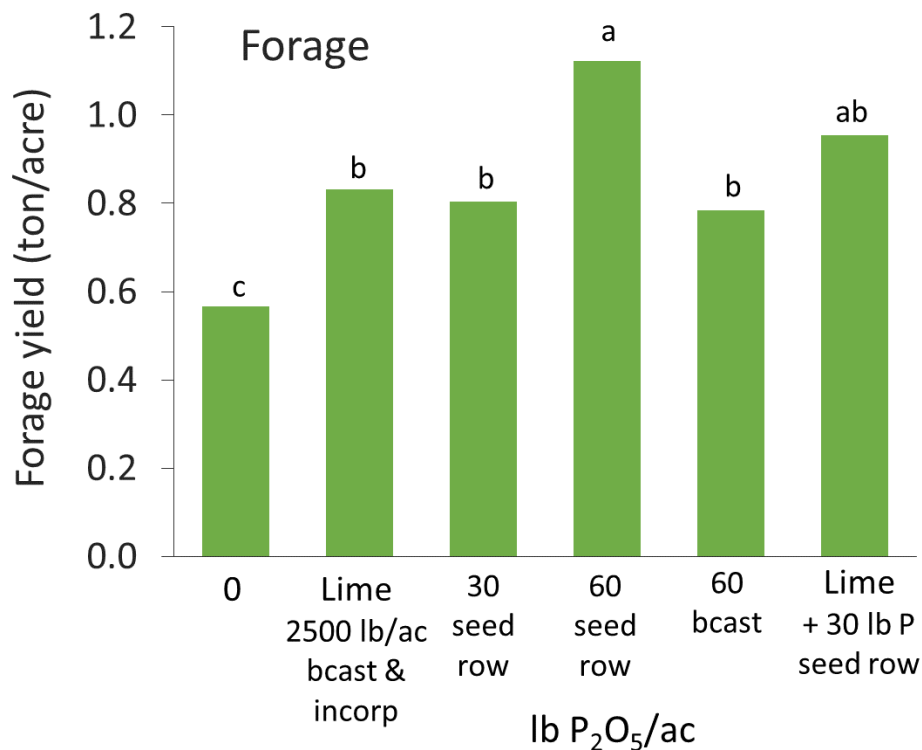 Forage
Forage yield (ton/acre)
1.2
1.0
0.8
0.6
0.4
0.2
0.0
c
b
b
a
b
ab
0
Lime
2500 lb/ac
bcast &
incorp
30
seed
row
60
seed
row
60
bcast
Lime
+ 30 lb P
seed row
lb P₂O₅/ac